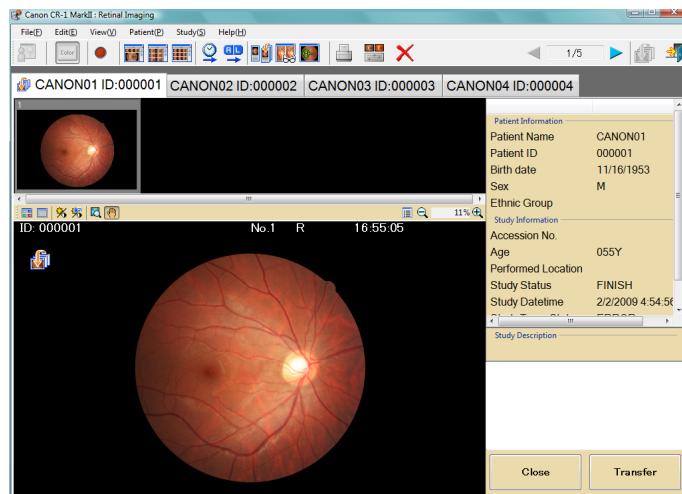 Canon CR-1 MarkII : Retinal Imaging
File(F) Edit(E) View(V) Patient(P) Study(S) Help(H)
Color
1/5
CANON01 ID:000001 CANON02 ID:000002 CANON03 ID:000003 CANON04 ID:000004
1
Patient Information
Patient Name CANON01
Patient ID 000001
Birth date 11/16/1953
Sex M
Ethnic Group
Study Information
Accession No.
Age 055Y
Performed Location
Study Status FINISH
Study Datetime 2/2/2009 4:54:56
11%
ID: 000001 No.1 R 16:55:05
Study Description
Close Transfer